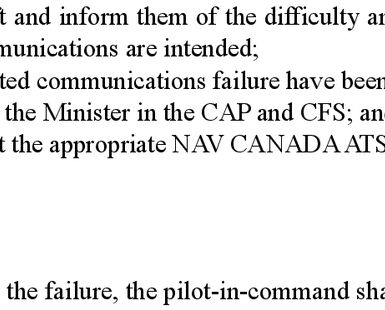 t and inform them of the difficulty
munications are intended;
ted communications failure have been
the Minister in the CAP and CFS; and
t the appropriate NAV CANADA ATS
the failure, the pilot-in-command sha